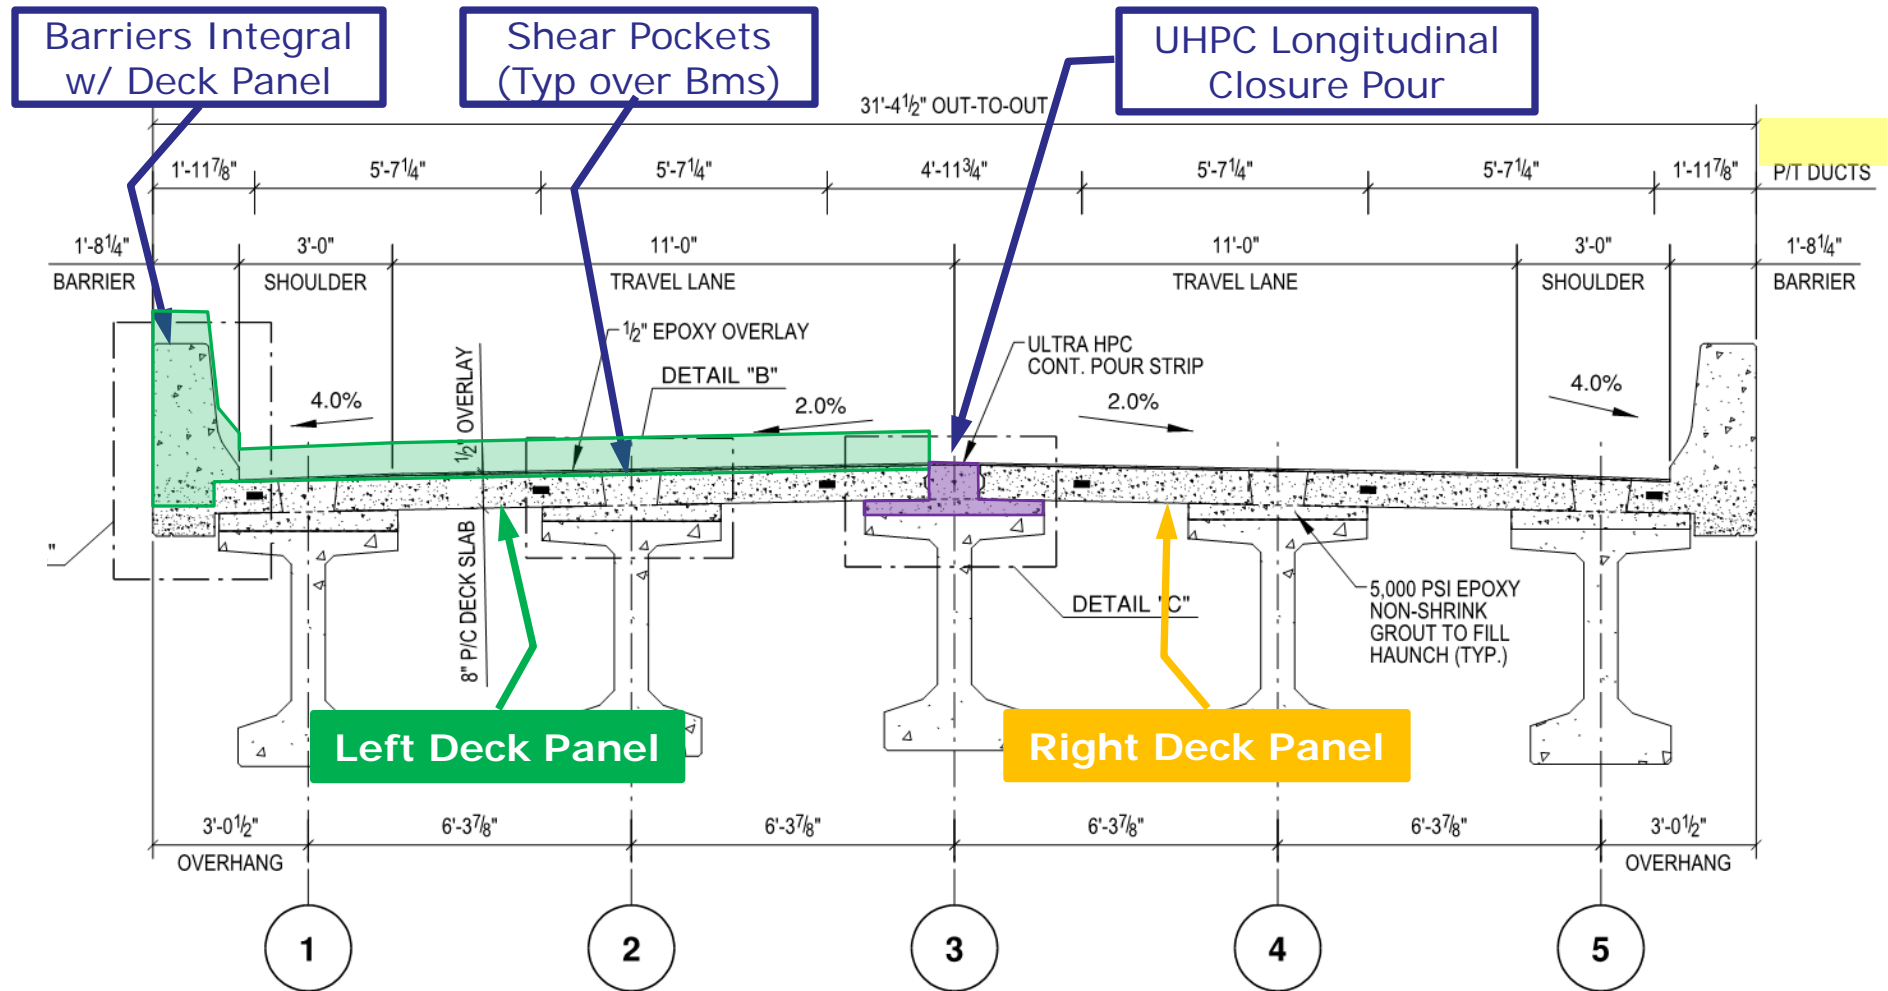 Barriers Integral
w/ Deck Panel
Shear Pockets
(Typ over Bms)
UHPC Longitudinal
Closure Pour
31'-4½" OUT-TO-OUT
1'-11⅞"
5'-7¼"
5'-7¼"
4'-11¾"
5'-7¼"
5'-7¼"
1'-11⅞"
P/T DUCTS
1'-8¼"
3'-0"
11'-0"
11'-0"
3'-0"
1'-8¼"
BARRIER
SHOULDER
TRAVEL LANE
TRAVEL LANE
SHOULDER
BARRIER
½" EPOXY OVERLAY
ULTRA HPC
CONT. POUR STRIP
DETAIL "B"
4.0%
2.0%
2.0%
4.0%
½" OVERLAY
8" P/C DECK SLAB
"
DETAIL "C"
5,000 PSI EPOXY
NON-SHRINK
GROUT TO FILL
HAUNCH (TYP.)
Left Deck Panel
Right Deck Panel
3'-0½"
6'-3⅞"
6'-3⅞"
6'-3⅞"
6'-3⅞"
3'-0½"
OVERHANG
OVERHANG
1
2
3
4
5